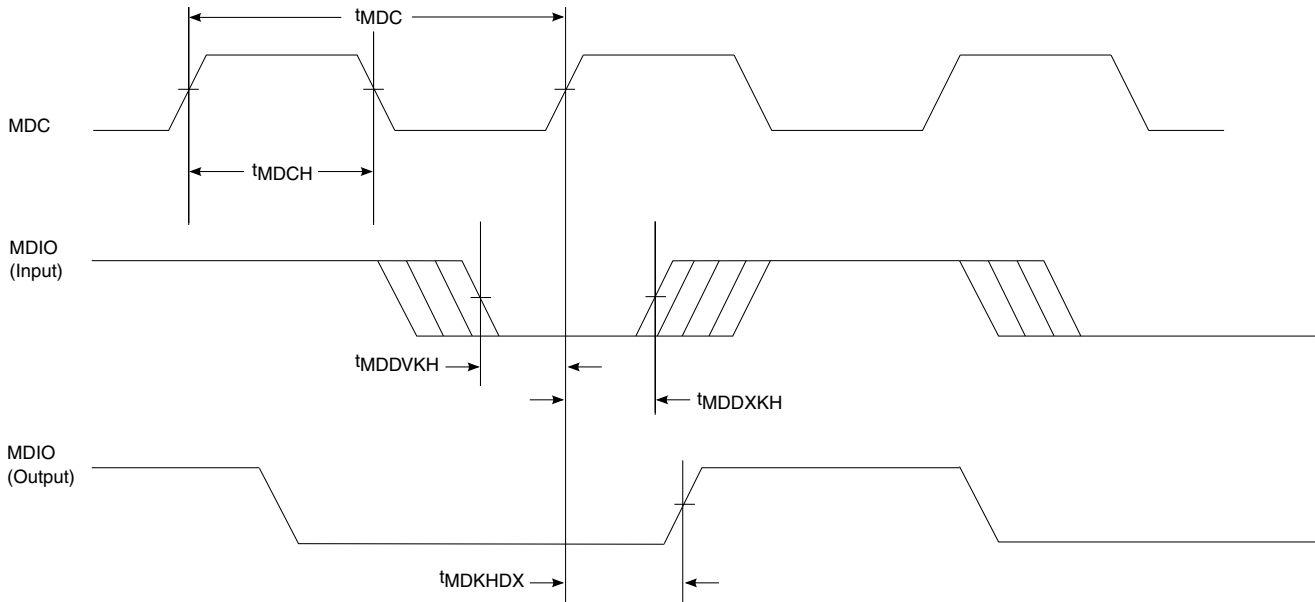 tMDC
MDC
tMDCH
MDIO
(Input)
tMDDVKH
tMDDXKH
MDIO
(Output)
tMDKHDX